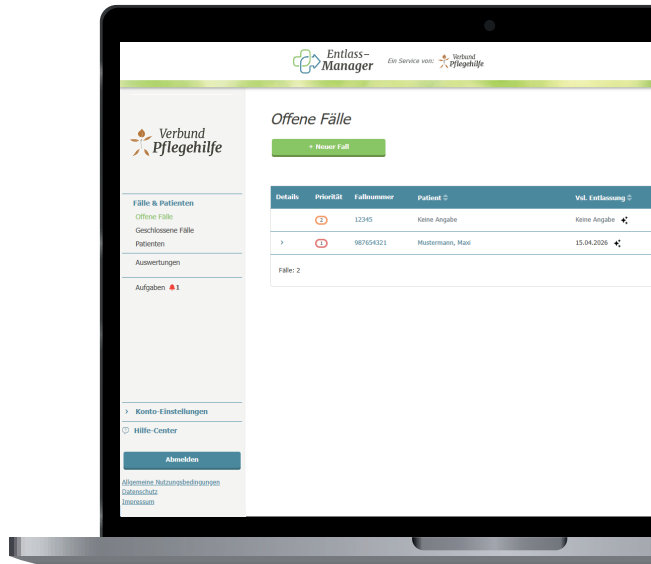 Entlass-
Manager
Ein Service von:
Verbund
Pflegehilfe
Verbund
Pflegehilfe
Fälle & Patienten
Offene Fälle
Geschlossene Fälle
Patienten
Auswertungen
Aufgaben 1
Konto-Einstellungen
Hilfe-Center
Abmelden
Allgemeine Nutzungsbedingungen
Datenschutz
Impressum
Offene Fälle
+ Neuer Fall
Details Priorität Fallnummer Patient Vsl. Entlassung
2 12345 Keine Angabe Keine Angabe
1 987654321 Mustermann, Maxi 15.04.2026
Fälle: 2